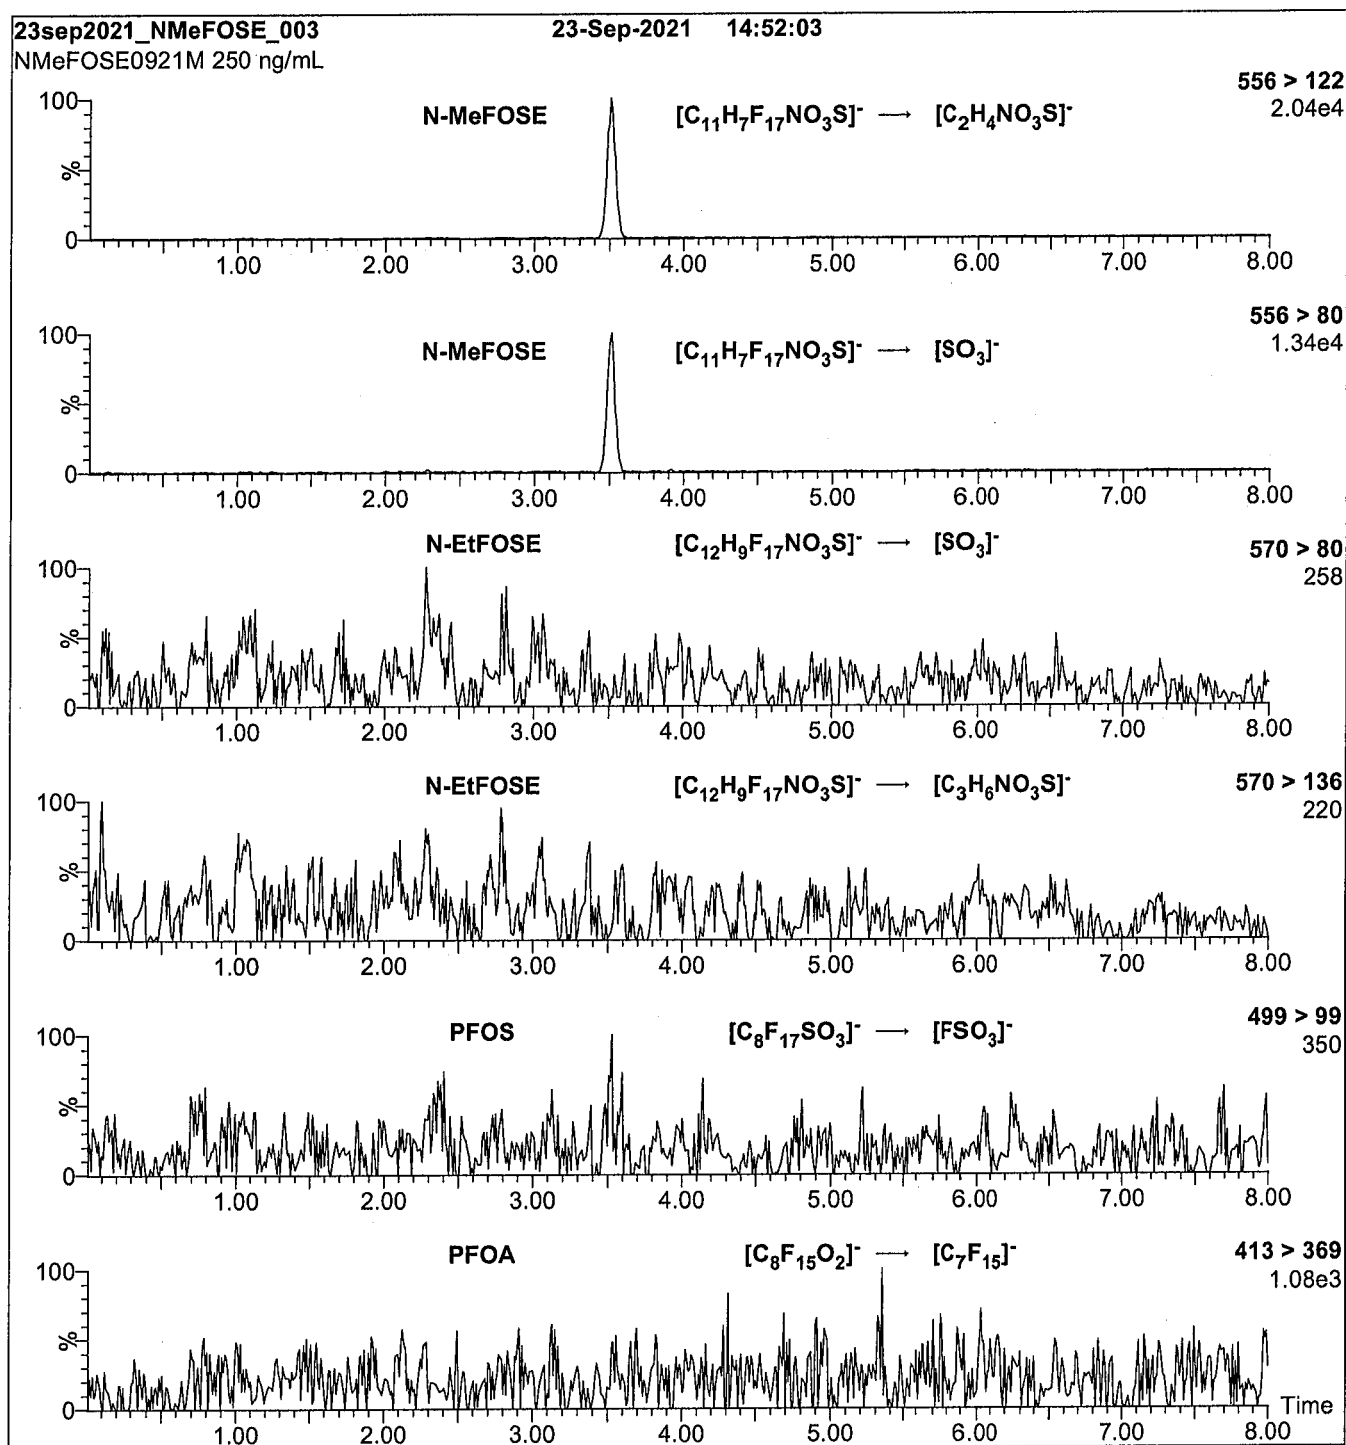 23sep2021_NMeFOSE_003 23-Sep-2021 14:52:03
NMeFOSE0921M 250 ng/mL
556 > 122
2.04e4
N-MeFOSE [C₁₁H₇F₁₇NO₃S]⁻ → [C₂H₄NO₃S]⁻
100
%
0
1.00 2.00 3.00 4.00 5.00 6.00 7.00 8.00
556 > 80
1.34e4
N-MeFOSE [C₁₁H₇F₁₇NO₃S]⁻ → [SO₃]⁻
100
%
0
1.00 2.00 3.00 4.00 5.00 6.00 7.00 8.00
N-EtFOSE [C₁₂H₉F₁₇NO₃S]⁻ → [SO₃]⁻
570 > 80
258
100
%
0
1.00 2.00 3.00 4.00 5.00 6.00 7.00 8.00
N-EtFOSE [C₁₂H₉F₁₇NO₃S]⁻ → [C₃H₆NO₃S]⁻
570 > 136
220
100
%
0
1.00 2.00 3.00 4.00 5.00 6.00 7.00 8.00
499 > 99
350
PFOS [C₈F₁₇SO₃]⁻ → [FSO₃]⁻
100
%
0
1.00 2.00 3.00 4.00 5.00 6.00 7.00 8.00
PFOA [C₈F₁₅O₂]⁻ → [C₇F₁₅]⁻
413 > 369
1.08e3
100
%
0
Time
1.00 2.00 3.00 4.00 5.00 6.00 7.00 8.00